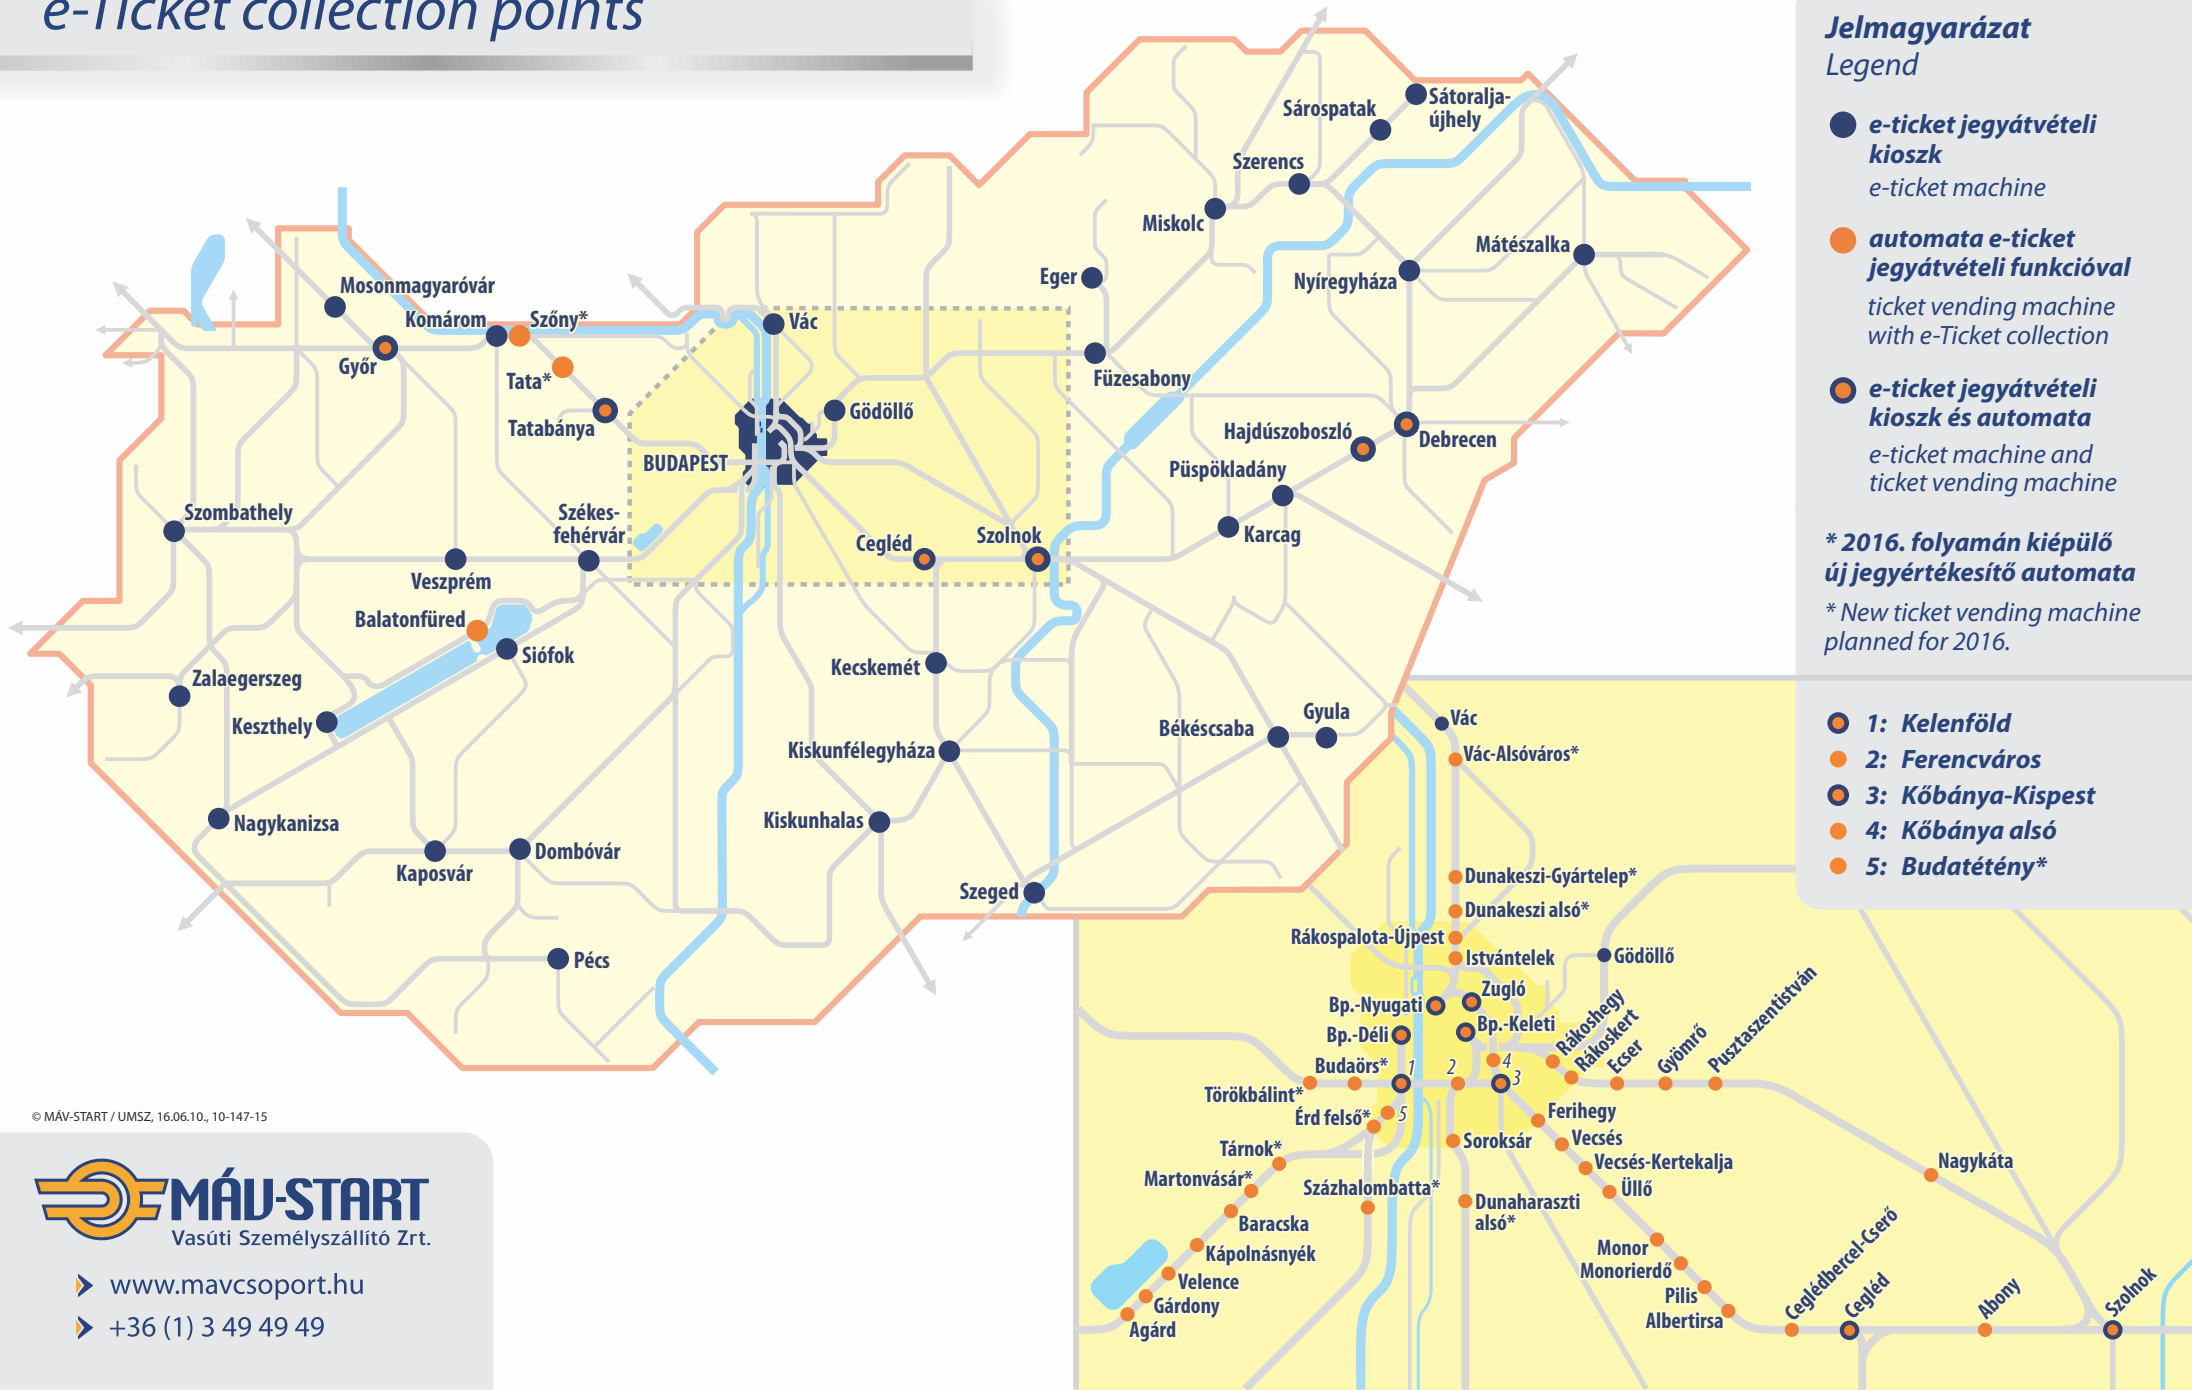 e-Ticket collection points
Jelmagyarázat
Legend
e-ticket jegyátvételi
kioszk
e-ticket machine
automata e-ticket
jegyátvételi funkcióval
ticket vending machine
with e-Ticket collection
e-ticket jegyátvételi
kioszk és automata
e-ticket machine and
ticket vending machine
* 2016. folyamán kiépülő
új jegyértékesítő automata
* New ticket vending machine
planned for 2016.
1: Kelenföld
2: Ferencváros
3: Kőbánya-Kispest
4: Kőbánya alsó
5: Budatétény*
Sárospatak
Sátoralja-
újhely
Szerencs
Miskolc
Mátészalka
Nyíregyháza
Eger
Mosonmagyaróvár
Komárom
Szőny*
Vác
Győr
Tata*
Füzesabony
Tatabánya
Gödöllő
Hajdúszoboszló
Debrecen
BUDAPEST
Püspökladány
Szombathely
Székes-
fehérvár
Cegléd
Szolnok
Karcag
Veszprém
Balatonfüred
Siófok
Kecskemét
Zalaegerszeg
Keszthely
Békéscsaba
Gyula
Kiskunfélegyháza
Nagykanizsa
Kiskunhalas
Kaposvár
Dombóvár
Szeged
Pécs
Vác
Vác-Alsóváros*
Dunakeszi-Gyártelep*
Dunakeszi alsó*
Rákospalota-Újpest
Istvántelek
Gödöllő
Zugló
Bp.-Nyugati
Bp.-Keleti
Bp.-Déli
Rákoshegy
Rákoskert
Ecser
Gyömrő
Pusztaszentistván
Budaörs*
1
2
4
3
Törökbálint*
Érd felső*
5
Ferihegy
Soroksár
Vecsés
Tárnok*
Vecsés-Kertekalja
Nagykáta
Martonvásár*
Százhalombatta*
Üllő
Dunaharaszti
alsó*
Baracska
Kápolnásnyék
Monor
Monorierdő
Velence
Pilis
Gárdony
Albertirsa
Agárd
Ceglédbercel-Cserő
Cegléd
Abony
Szolnok
© MÁV-START / UMSZ, 16.06.10., 10-147-15
MÁV-START
Vasúti Személyszállító Zrt.
www.mavcsoport.hu
+36 (1) 3 49 49 49